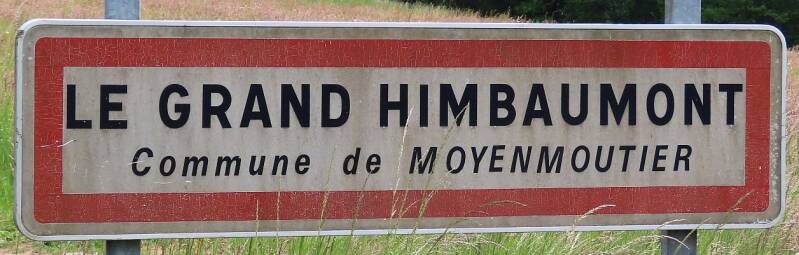 LE GRAND HIMBAUMONT
Commune de MOYENMOUTIER